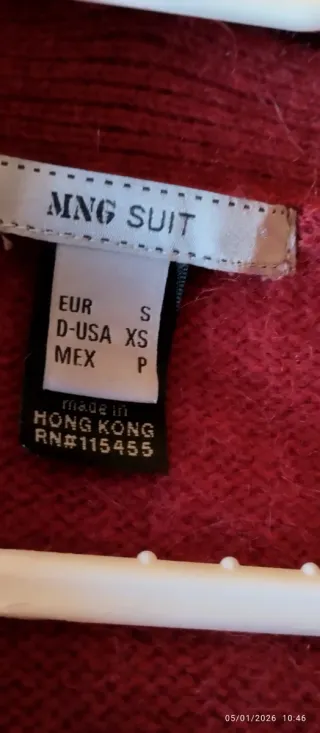 MNG SUIT
EUR S
D-USA XS
MEX P
made in
HONG KONG
RN#115455
05/01/2026 10:46